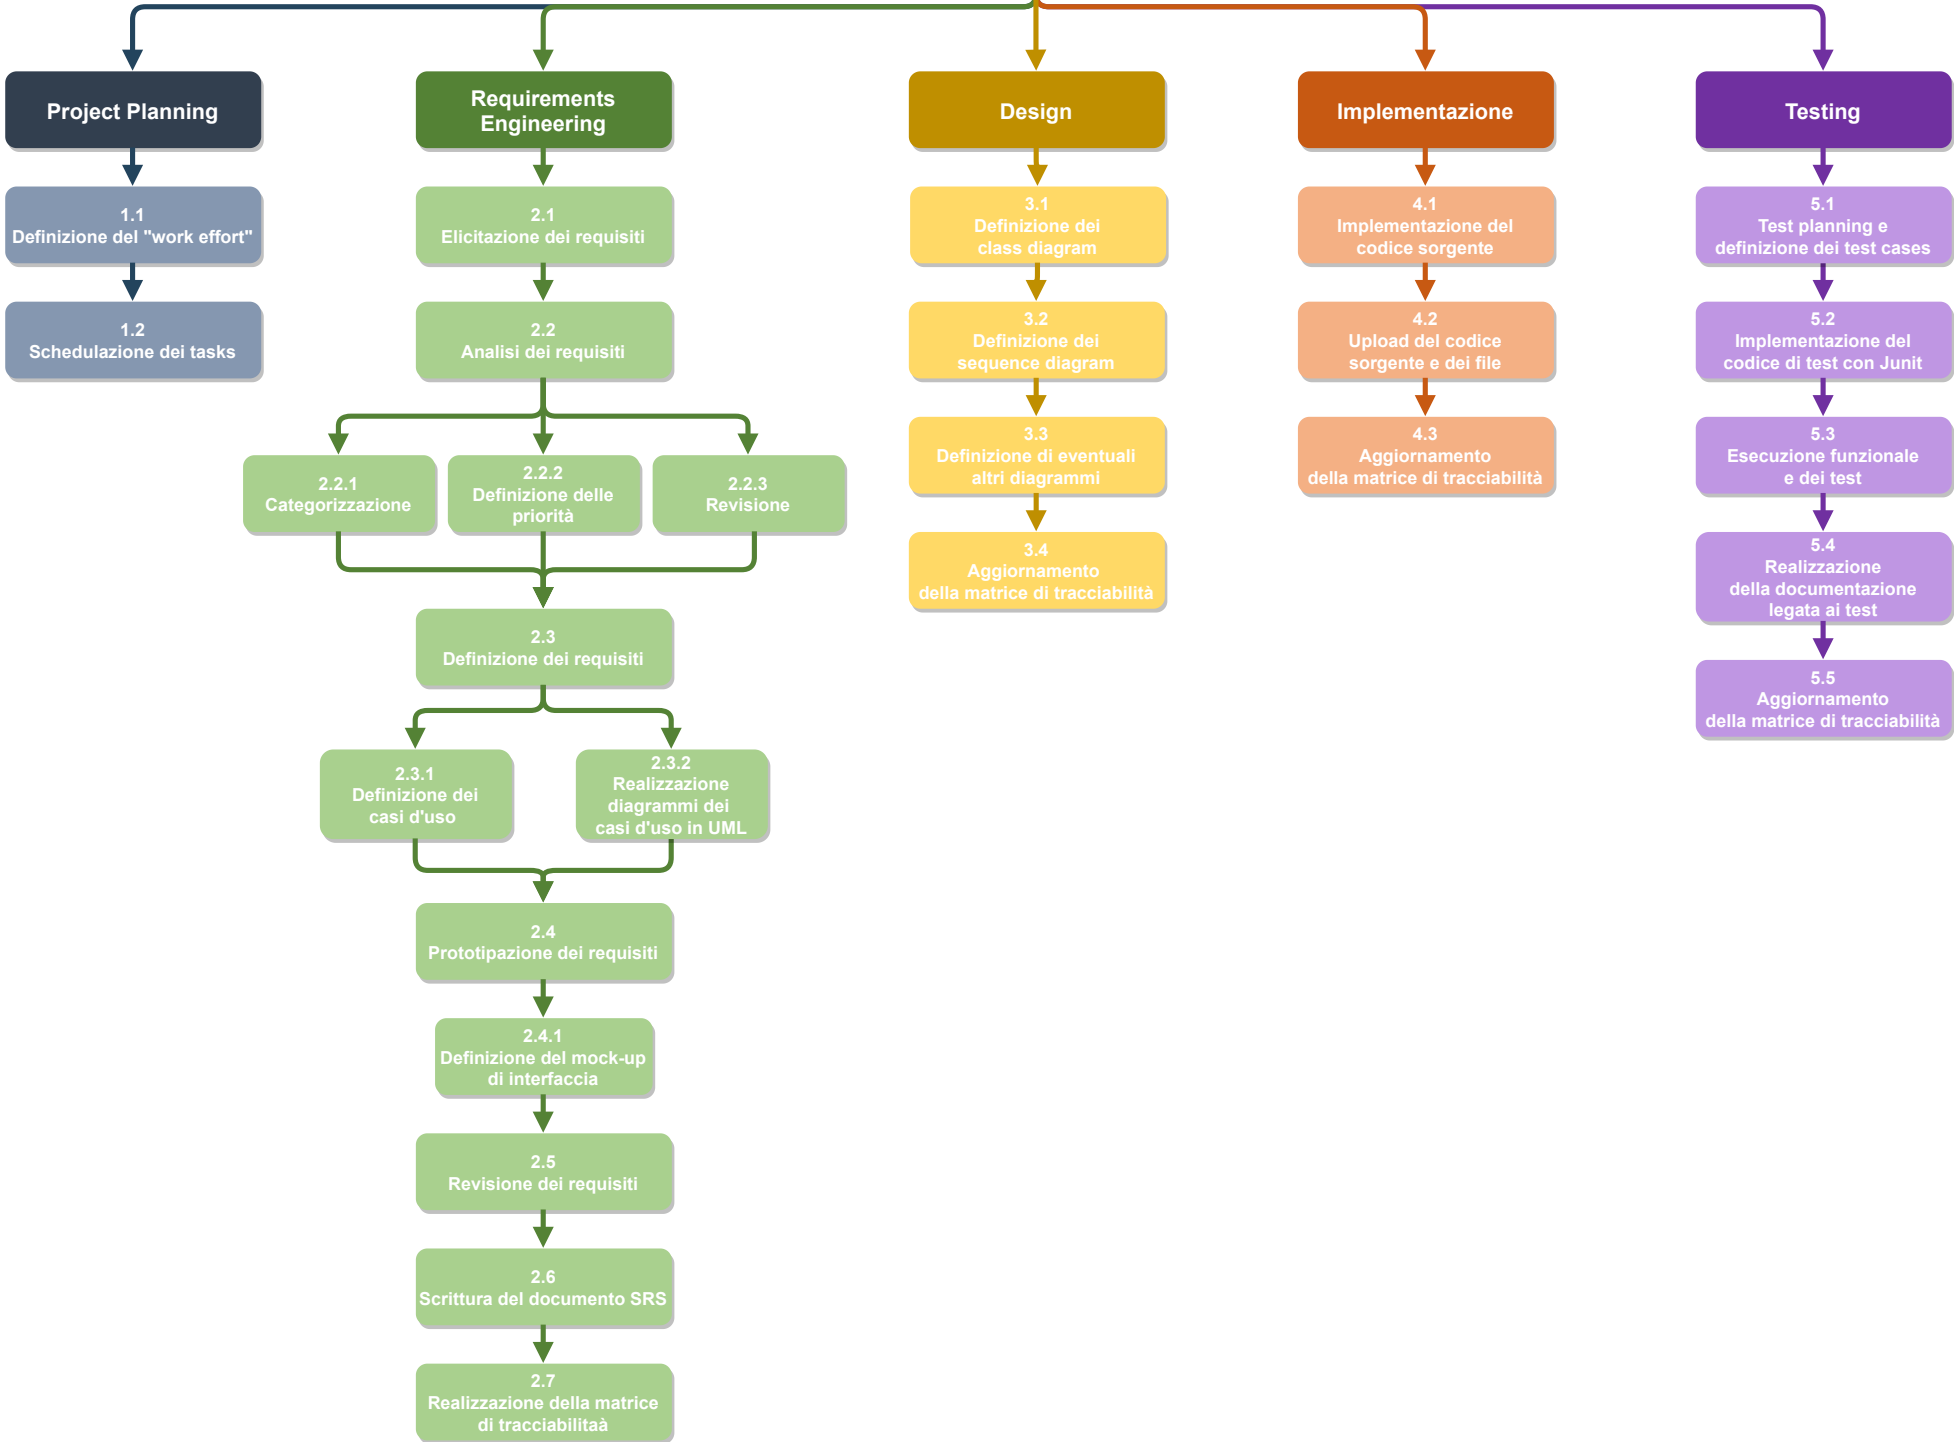 Project Planning
1.1
Definizione del "work effort"
1.2
Schedulazione dei tasks
Requirements
Engineering
2.1
Elicitazione dei requisiti
2.2
Analisi dei requisiti
2.2.1
Categorizzazione
2.2.2
Definizione delle
priorità
2.2.3
Revisione
2.3
Definizione dei requisiti
2.3.1
Definizione dei
casi d'uso
2.3.2
Realizzazione
diagrammi dei
casi d'uso in UML
2.4
Prototipazione dei requisiti
2.4.1
Definizione del mock-up
di interfaccia
2.5
Revisione dei requisiti
2.6
Scrittura del documento SRS
2.7
Realizzazione della matrice
di tracciabilitaà
Design
3.1
Definizione dei
class diagram
3.2
Definizione dei
sequence diagram
3.3
Definizione di eventuali
altri diagrammi
3.4
Aggiornamento
della matrice di tracciabilità
Implementazione
4.1
Implementazione del
codice sorgente
4.2
Upload del codice
sorgente e dei file
4.3
Aggiornamento
della matrice di tracciabilità
Testing
5.1
Test planning e
definizione dei test cases
5.2
Implementazione del
codice di test con Junit
5.3
Esecuzione funzionale
e dei test
5.4
Realizzazione
della documentazione
legata ai test
5.5
Aggiornamento
della matrice di tracciabilità